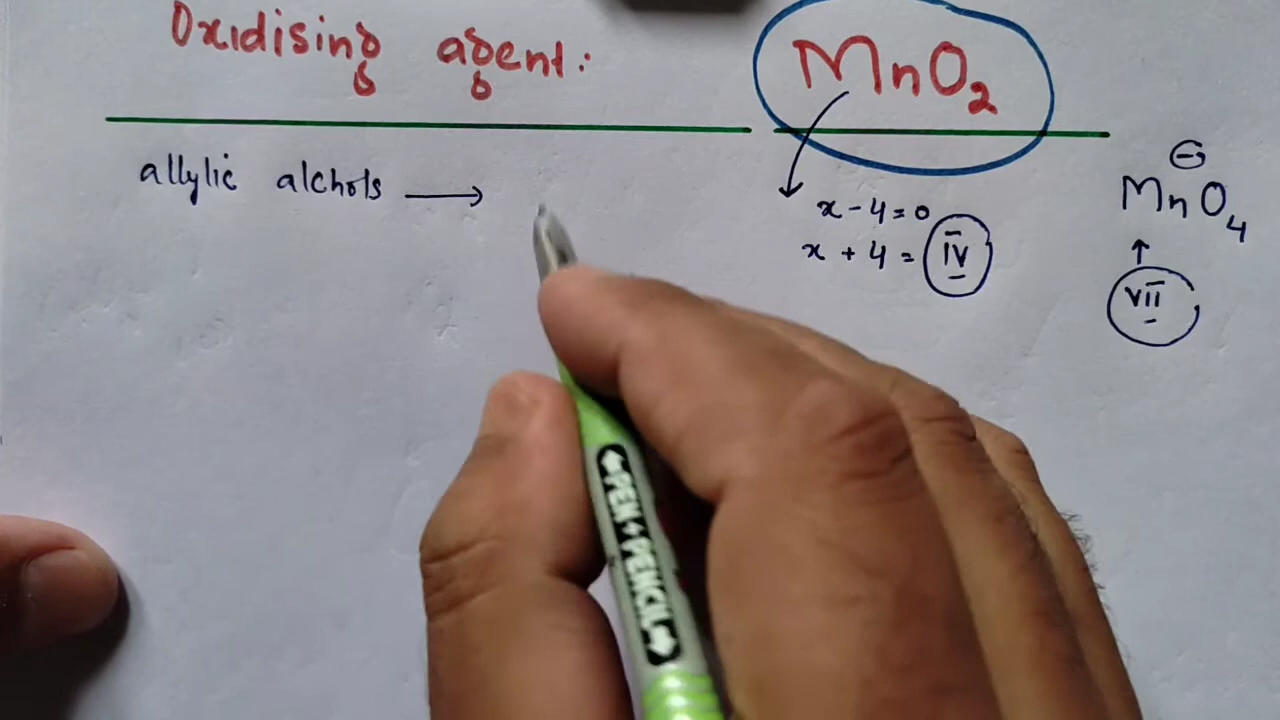 Oxidising agent: MnO₂
allylic alchols ⟶
x - 4 = 0
x + 4 = IV
⊖
MnO₄
↑
VII
←PEN+PENCIL→